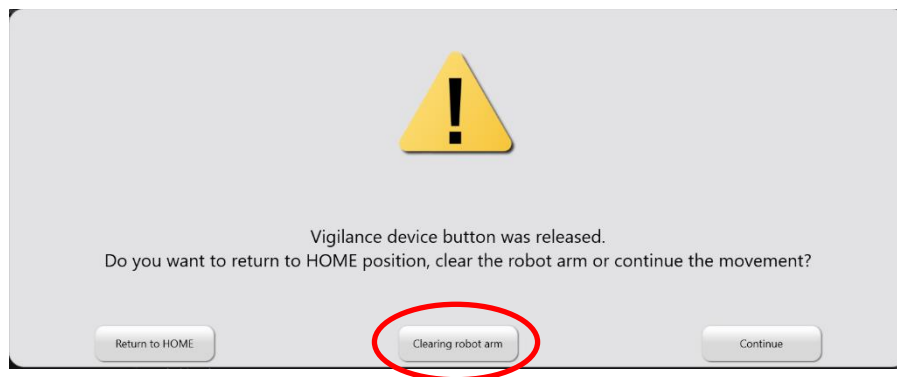 !
Vigilance device button was released.
Do you want to return to HOME position, clear the robot arm or continue the movement?
Return to HOME
Clearing robot arm
Continue